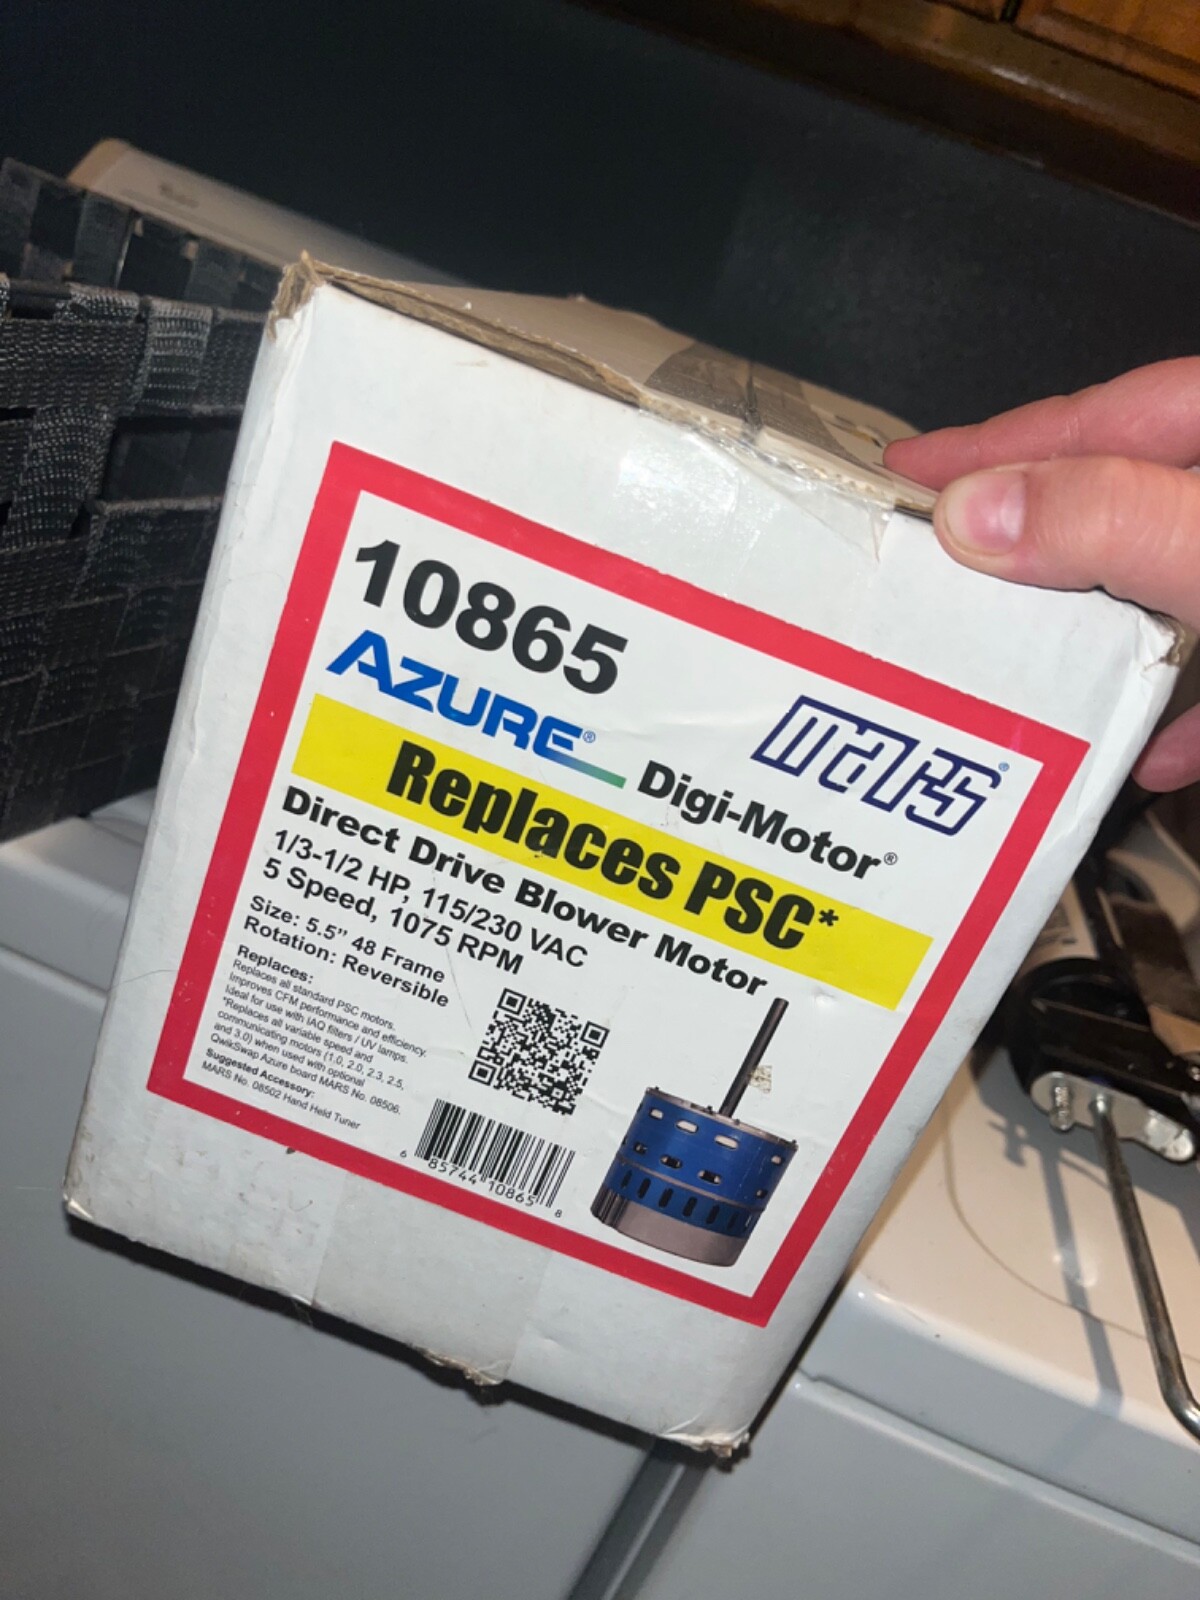 10865
AZURE®
Digi-Motor®
mars®
Replaces PSC*
Direct Drive Blower Motor
1/3-1/2 HP, 115/230 VAC
5 Speed, 1075 RPM
Size: 5.5" 48 Frame
Rotation: Reversible
Replaces:
Replaces all standard PSC motors.
Improves CFM performance and efficiency.
Ideal for use with IAQ filters / UV lamps.
*Replaces all variable speed and
communicating motors (1.0, 2.0, 2.3, 2.5,
and 3.0) when used with optional
QwikSwap Azure board MARS No. 08506.
Suggested Accessory:
MARS No. 08502 Hand Held Tuner
6 85744 10865 8